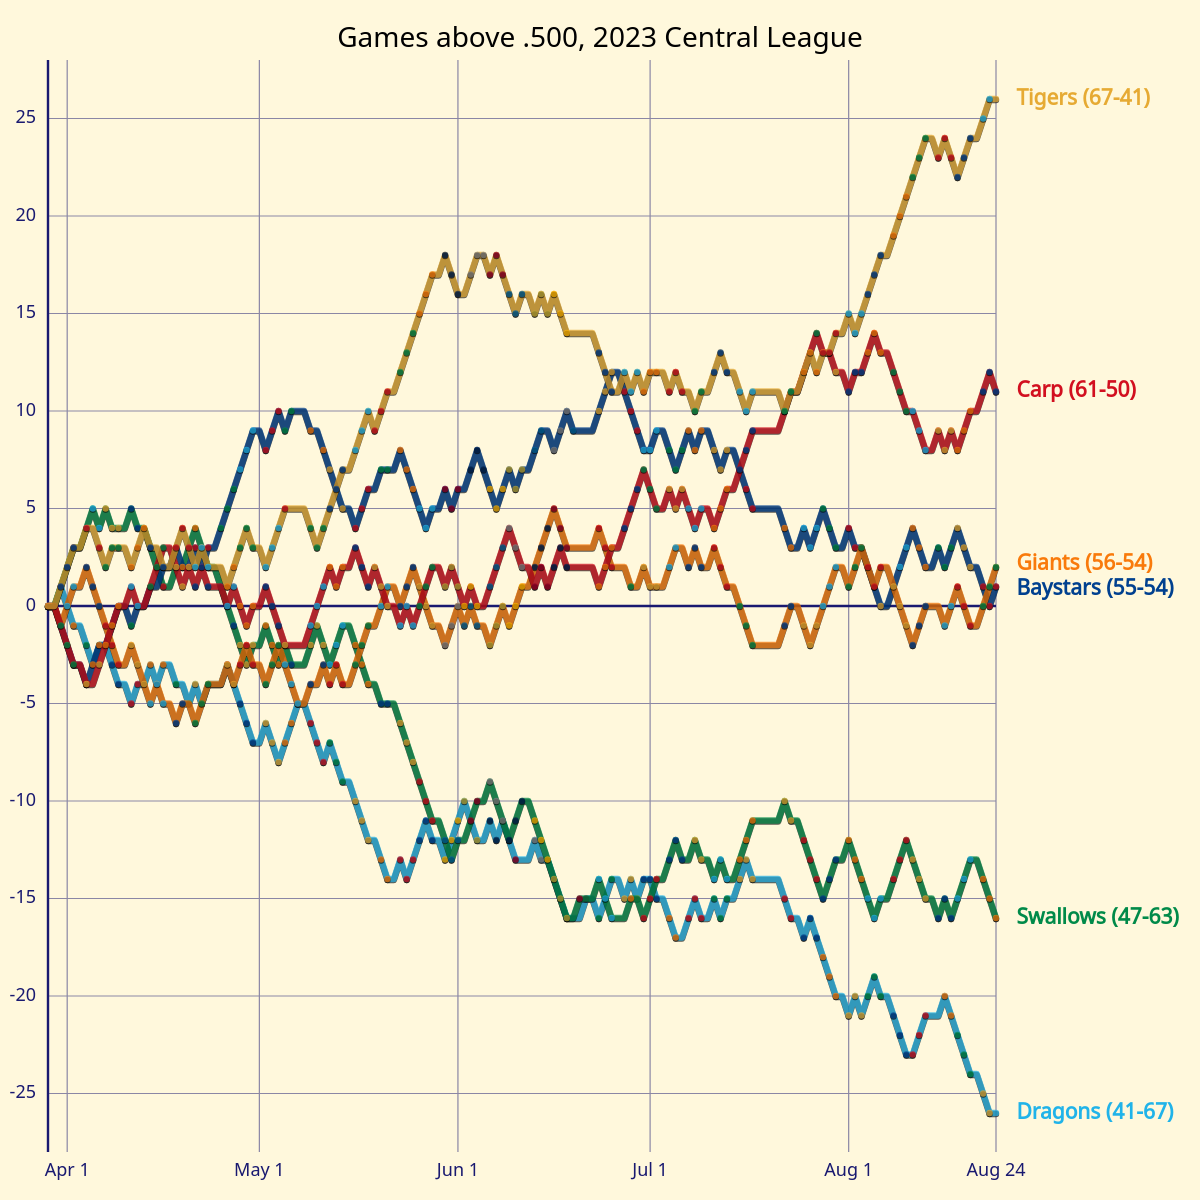 Games above .500, 2023 Central League
25
20
15
10
5
0
-5
-10
-15
-20
-25
Tigers (67-41)
Carp (61-50)
Giants (56-54)
Baystars (55-54)
Swallows (47-63)
Dragons (41-67)
Apr 1
May 1
Jun 1
Jul 1
Aug 1
Aug 24